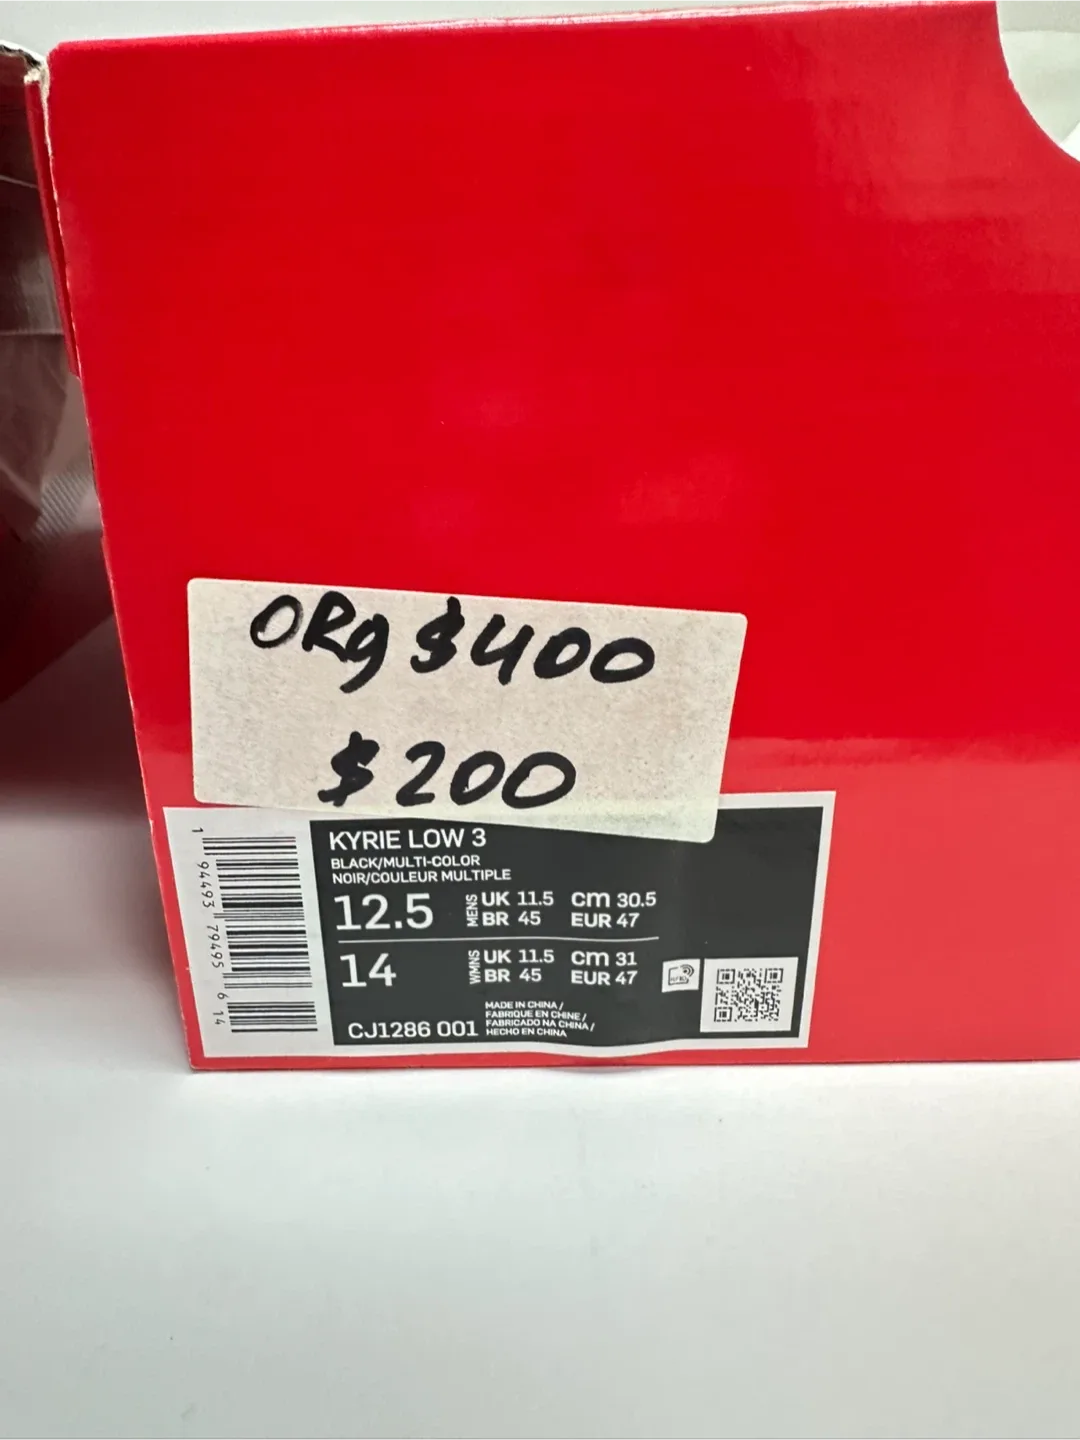 ORg $400
$200
KYRIE LOW 3
BLACK/MULTI-COLOR
NOIR/COULEUR MULTIPLE
12.5 MENS UK 11.5 cm 30.5
BR 45 EUR 47
14 WMNS UK 11.5 cm 31
BR 45 EUR 47
CJ1286 001
MADE IN CHINA /
FABRIQUE EN CHINE /
FABRICADO NA CHINA /
HECHO EN CHINA
1 94493 79495 6 14